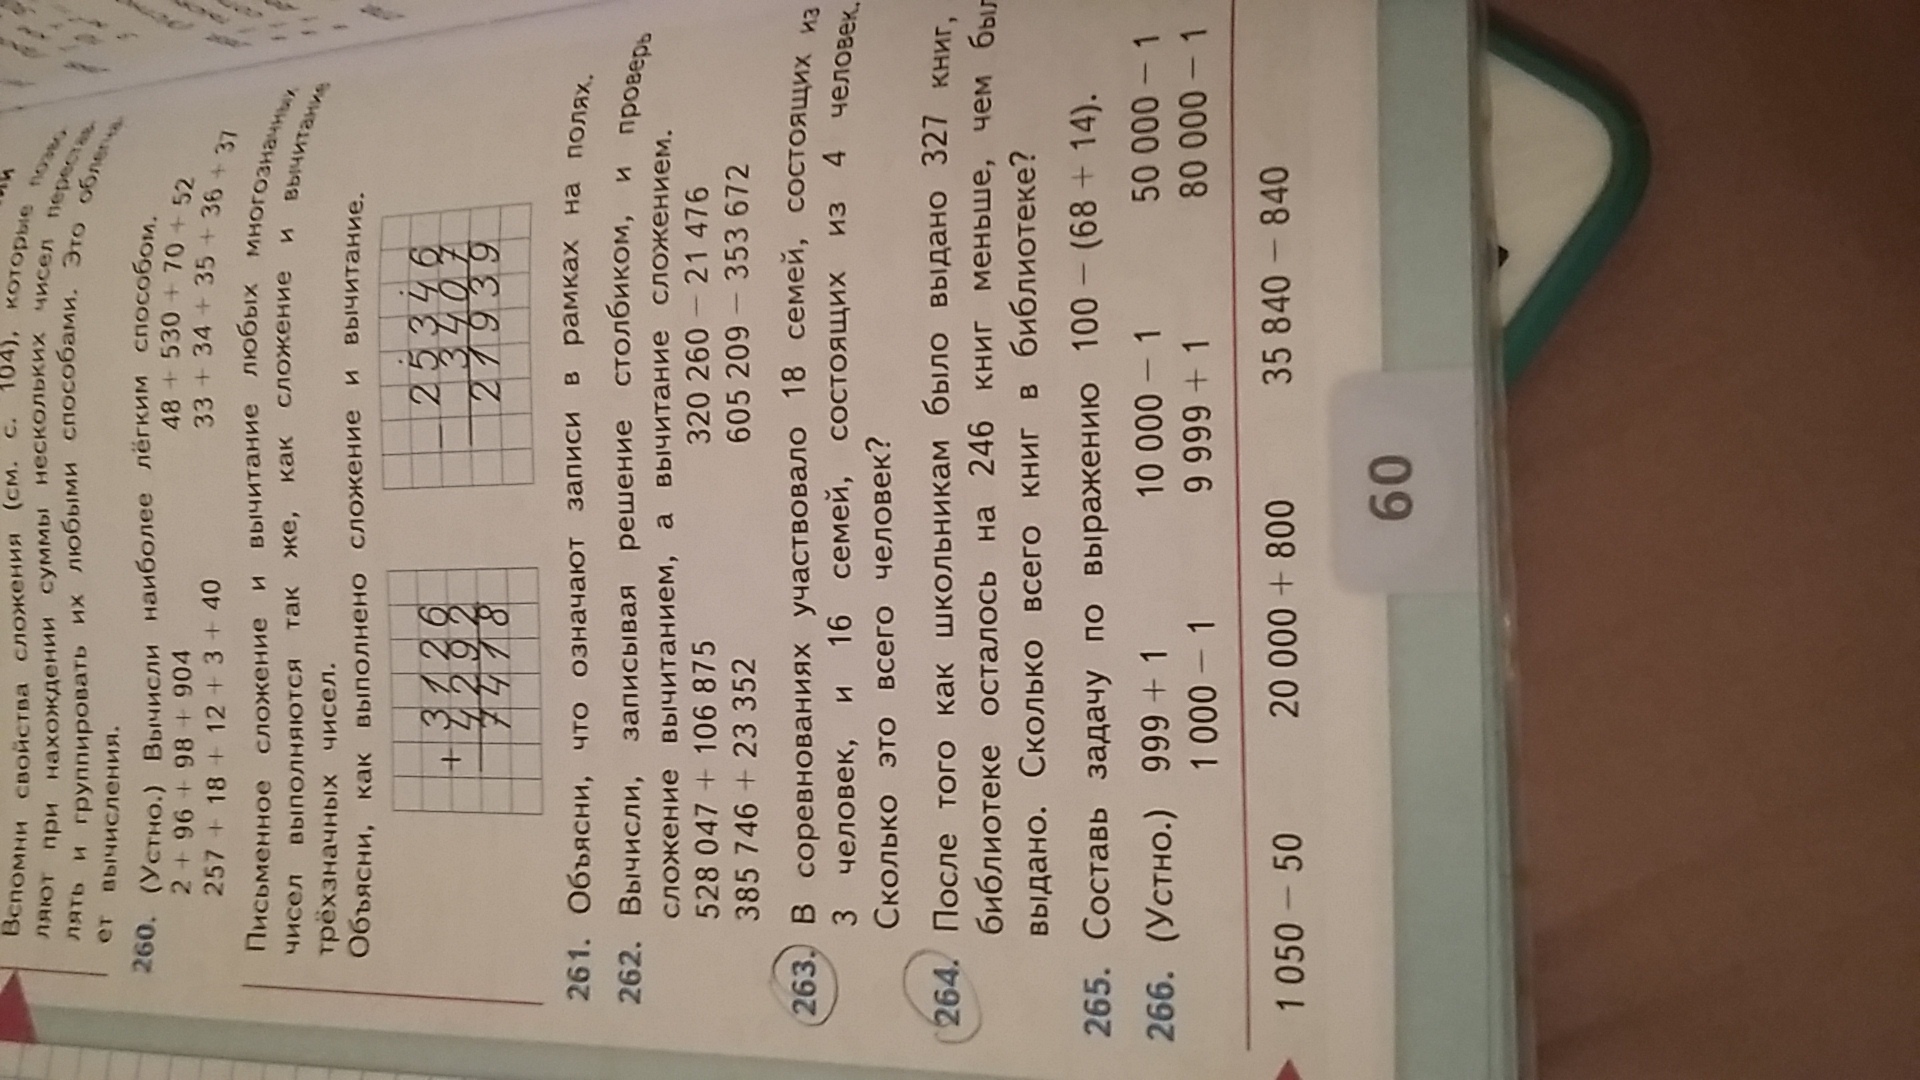 Вспомни свойства сложения (см. с. 104), которые
ляют при нахождении суммы нескольких чисел
лять и группировать их любыми способами. Это
ет вычисления.
260. (Устно.) Вычисли наиболее лёгким способом.
2 + 96 + 98 + 904 48 + 530 + 70 + 52
257 + 18 + 12 + 3 + 40 33 + 34 + 35 + 36 + 37
Письменное сложение и вычитание любых многозначных
чисел выполняются так же, как сложение и вычитание
трёхзначных чисел.
Объясни, как выполнено сложение и вычитание.
+ 3126 − 25346
4292 3407
7418 21939
261. Объясни, что означают записи в рамках на полях.
262. Вычисли, записывая решение столбиком, и проверь
сложение вычитанием, а вычитание сложением.
528 047 + 106 875 320 260 − 21 476
385 746 + 23 352 605 209 − 353 672
263. В соревнованиях участвовало 18 семей, состоящих из
3 человек, и 16 семей, состоящих из 4 человек.
Сколько это всего человек?
264. После того как школьникам было выдано 327 книг,
библиотеке осталось на 246 книг меньше, чем был
выдано. Сколько всего книг в библиотеке?
265. Составь задачу по выражению 100 − (68 + 14).
266. (Устно.) 999 + 1 10 000 − 1 50 000 − 1
1 000 − 1 9 999 + 1 80 000 − 1
1 050 − 50 20 000 + 800 35 840 − 840
60